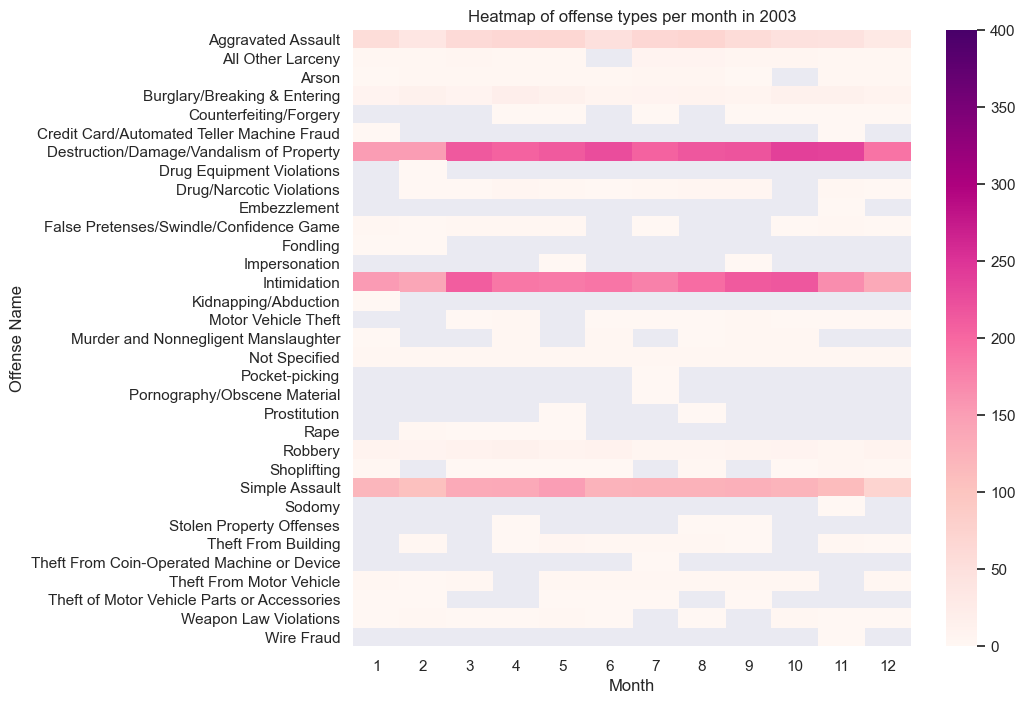 Heatmap of offense types per month in 2003
Offense Name
Aggravated Assault
All Other Larceny
Arson
Burglary/Breaking & Entering
Counterfeiting/Forgery
Credit Card/Automated Teller Machine Fraud
Destruction/Damage/Vandalism of Property
Drug Equipment Violations
Drug/Narcotic Violations
Embezzlement
False Pretenses/Swindle/Confidence Game
Fondling
Impersonation
Intimidation
Kidnapping/Abduction
Motor Vehicle Theft
Murder and Nonnegligent Manslaughter
Not Specified
Pocket-picking
Pornography/Obscene Material
Prostitution
Rape
Robbery
Shoplifting
Simple Assault
Sodomy
Stolen Property Offenses
Theft From Building
Theft From Coin-Operated Machine or Device
Theft From Motor Vehicle
Theft of Motor Vehicle Parts or Accessories
Weapon Law Violations
Wire Fraud
1 2 3 4 5 6 7 8 9 10 11 12
Month
400
350
300
250
200
150
100
50
0